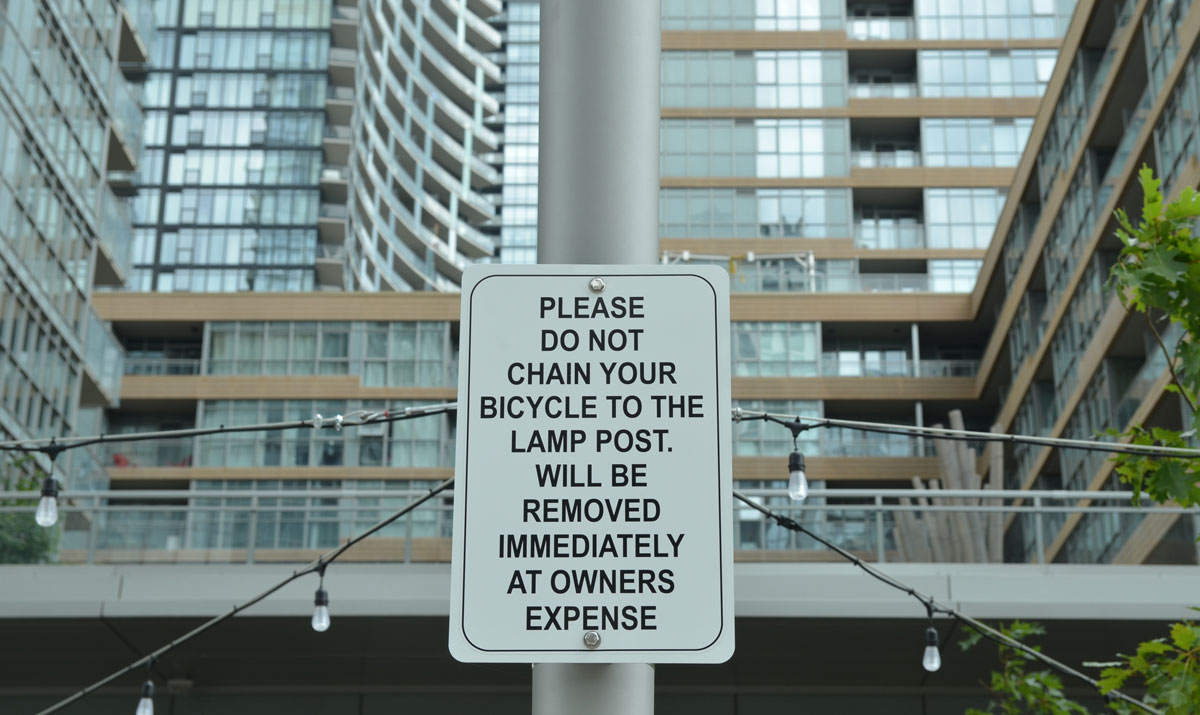 PLEASE
DO NOT
CHAIN YOUR
BICYCLE TO THE
LAMP POST.
WILL BE
REMOVED
IMMEDIATELY
AT OWNERS
EXPENSE